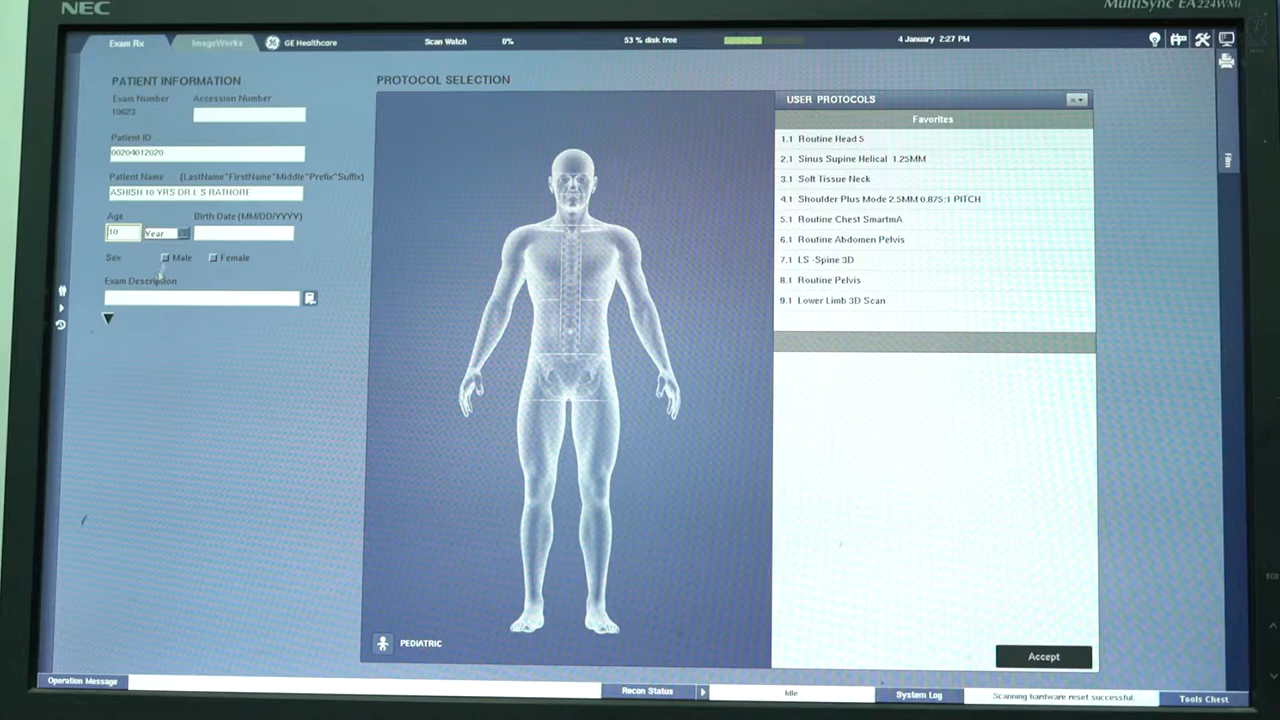 NEC
MultiSync EA224WMi
Exam Rx
ImageWorks
GE Healthcare
Scan Watch
0%
53 % disk free
4 January 2:27 PM
PATIENT INFORMATION
Exam Number
Accession Number
10623
Patient ID
00204012020
Patient Name (LastName^FirstName^Middle^Prefix^Suffix)
ASHISH 10 YRS DR L S RATHORE
Age
Birth Date (MM/DD/YYYY)
10
Year
Sex
Male
Female
Exam Description
PROTOCOL SELECTION
PEDIATRIC
USER PROTOCOLS
Favorites
1.1 Routine Head 5
2.1 Sinus Supine Helical 1.25MM
3.1 Soft Tissue Neck
4.1 Shoulder Plus Mode 2.5MM 0.875:1 PITCH
5.1 Routine Chest SmartmA
6.1 Routine Abdomen Pelvis
7.1 LS -Spine 3D
8.1 Routine Pelvis
9.1 Lower Limb 3D Scan
Accept
Film
Operation Message
Recon Status
Idle
System Log
Scanning hardware reset successful.
Tools Chest
ECO